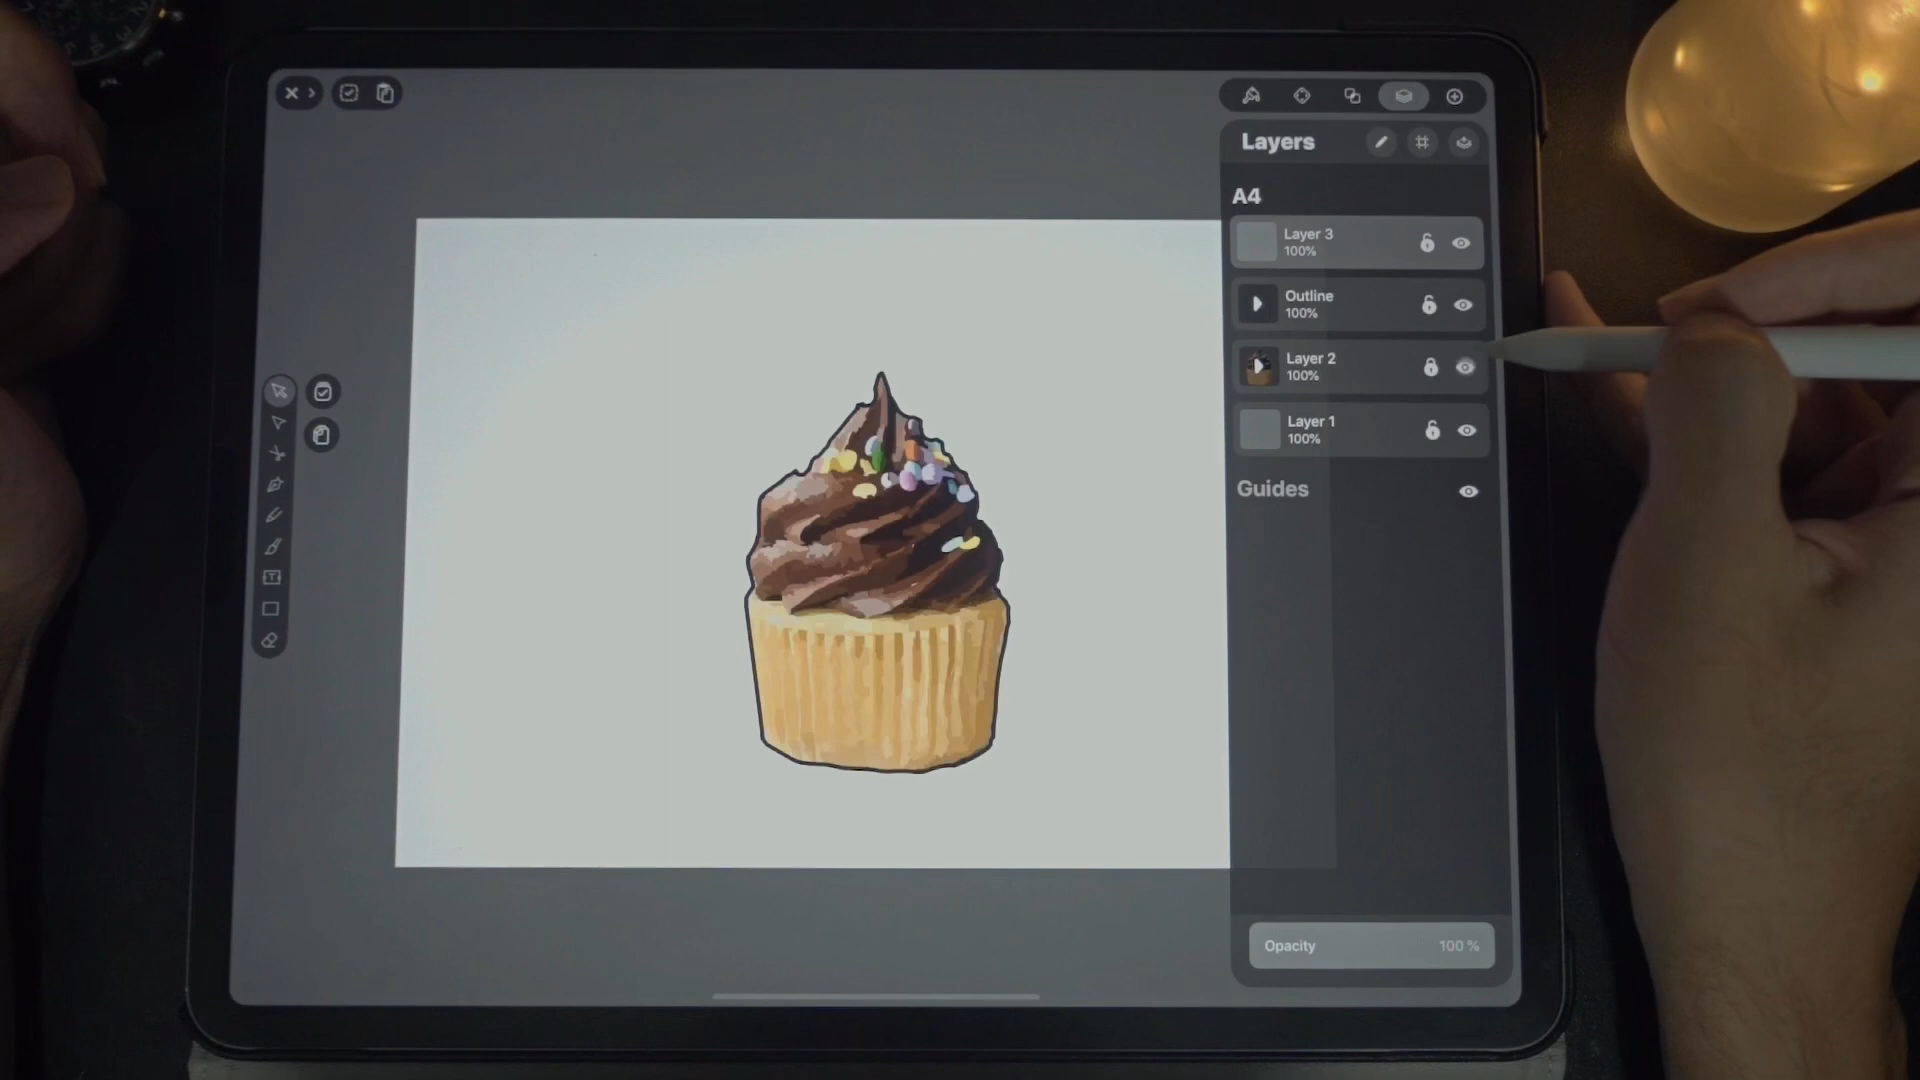 Layers
A4
Layer 3
100%
Outline
100%
Layer 2
100%
Layer 1
100%
Guides
Opacity 100 %